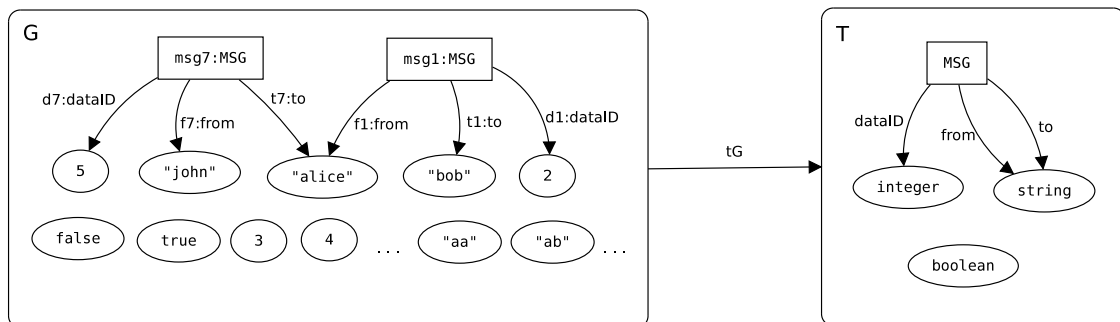 G
msg7:MSG
msg1:MSG
d7:dataID
f7:from
t7:to
f1:from
t1:to
d1:dataID
5
"john"
"alice"
"bob"
2
false
true
3
4
...
"aa"
"ab"
...
tG
T
MSG
dataID
from
to
integer
string
boolean